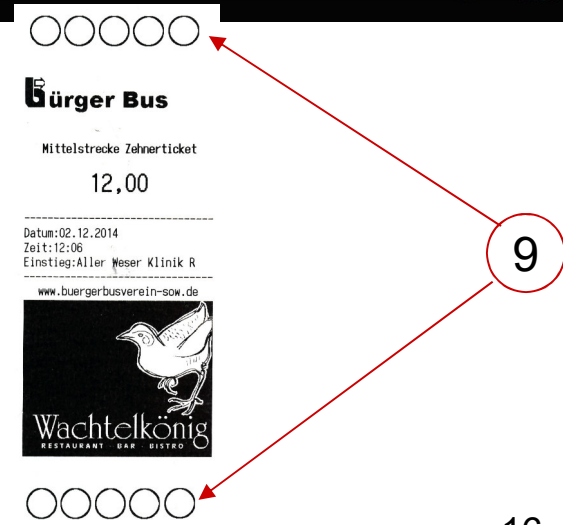 Bürger Bus
Mittelstrecke Zehnerticket
12,00
Datum:02.12.2014
Zeit:12:06
Einstieg:Aller Weser Klinik R
www.buergerbusverein-sow.de
Wachtelkönig
RESTAURANT · BAR · BISTRO
9